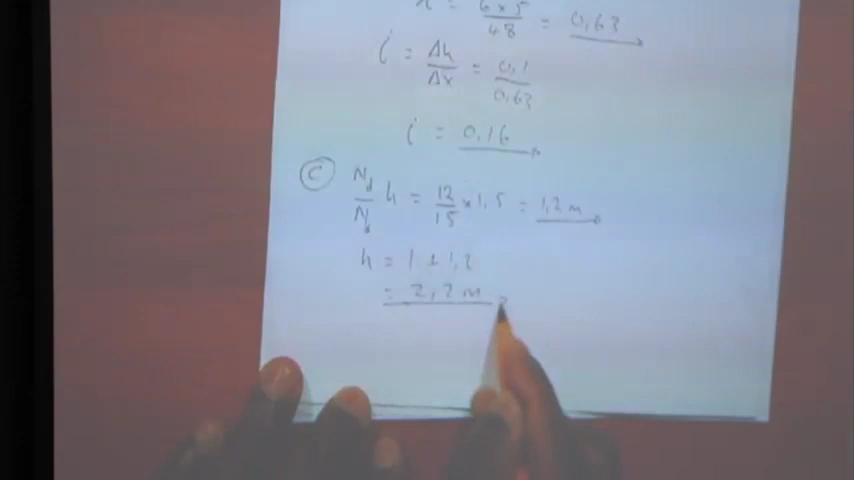 = 6 x 5 / 48 = 0,63
i = Δh / Δx = 0,1 / 0,63
i = 0,16
(C) Nd / Nd h = 12 / 15 x 1,5 = 1,2 m
h = 1 + 1,2
= 2,2 m